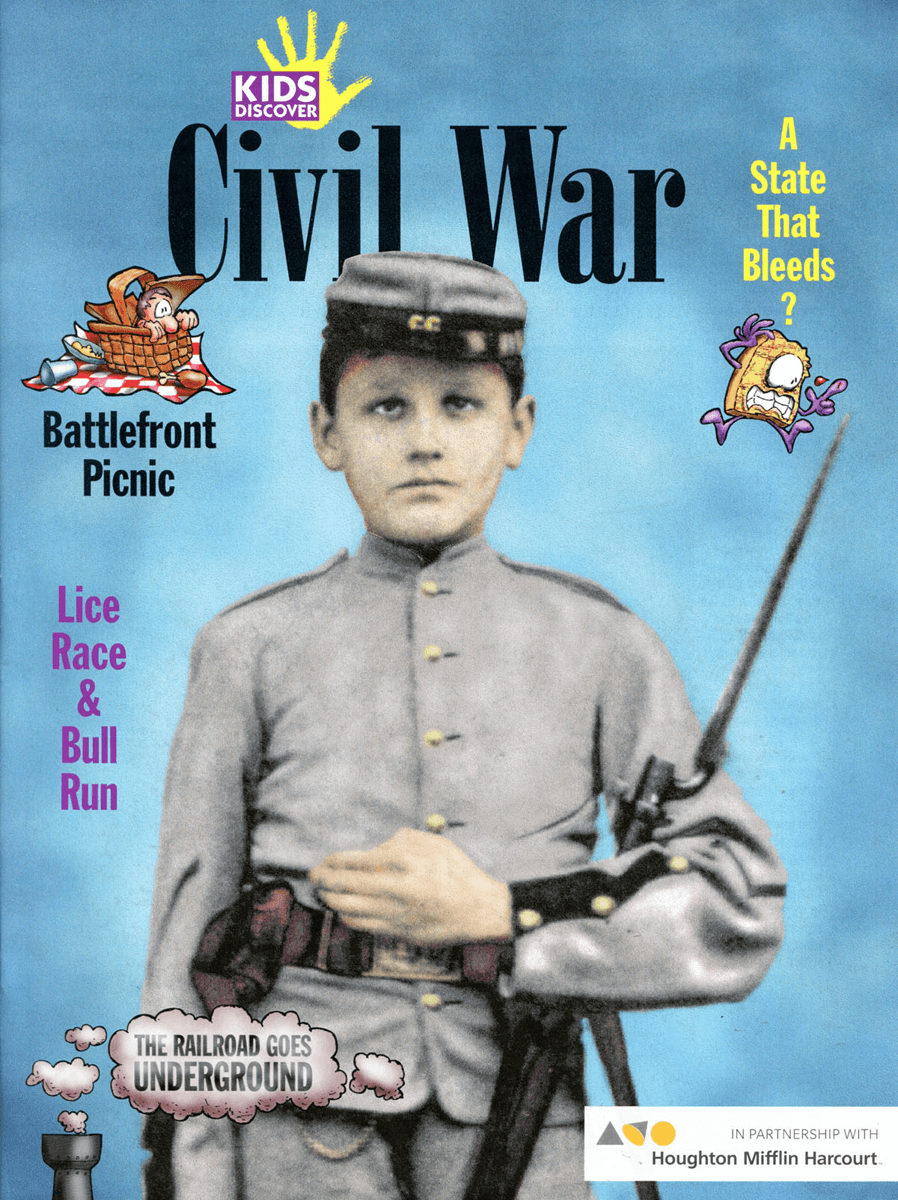 KIDS
DISCOVER
Civil War
A
State
That
Bleeds
?
CC
Battlefront
Picnic
Lice
Race
&
Bull
Run
THE RAILROAD GOES
UNDERGROUND
IN PARTNERSHIP WITH
Houghton Mifflin Harcourt